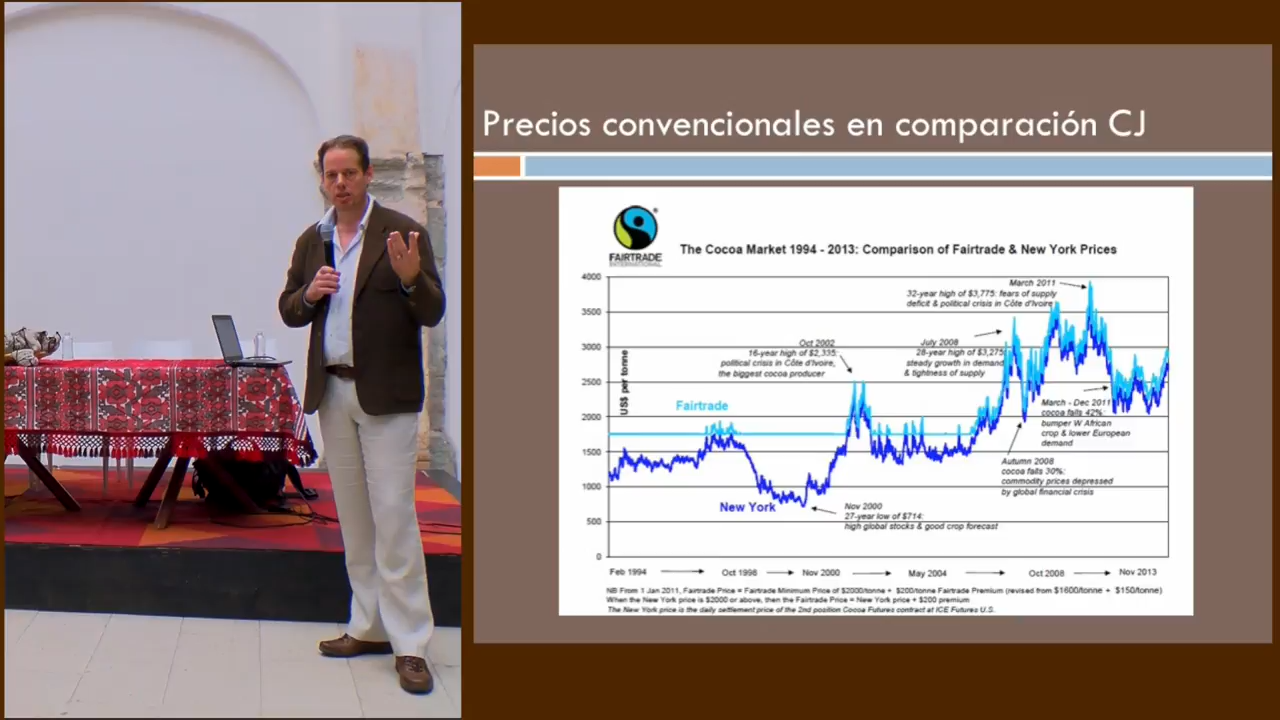 Precios convencionales en comparación CJ
FAIRTRADE
INTERNATIONAL
The Cocoa Market 1994 - 2013: Comparison of Fairtrade & New York Prices
US$ per tonne
4000
3500
3000
2500
2000
1500
1000
500
0
March 2011
32-year high of $3,775: fears of supply
deficit & political crisis in Côte d'Ivoire
Oct 2002
16-year high of $2,335:
political crisis in Côte d'Ivoire,
the biggest cocoa producer
July 2008
28-year high of $3,275:
steady growth in demand
& tightness of supply
Fairtrade
March - Dec 2011
cocoa falls 42%:
bumper W African
crop & lower European
demand
Autumn 2008
cocoa falls 30%:
commodity prices depressed
by global financial crisis
New York
Nov 2000
27-year low of $714:
high global stocks & good crop forecast
Feb 1994 Oct 1998 Nov 2000 May 2004 Oct 2008 Nov 2013
NB From 1 Jan 2011, Fairtrade Price = Fairtrade Minimum Price of $2000/tonne + $200/tonne Fairtrade Premium (revised from $1600/tonne + $150/tonne)
When the New York price is $2000 or above, then the Fairtrade Price = New York price + $200 premium
The New York price is the daily settlement price of the 2nd position Cocoa Futures contract at ICE Futures U.S.